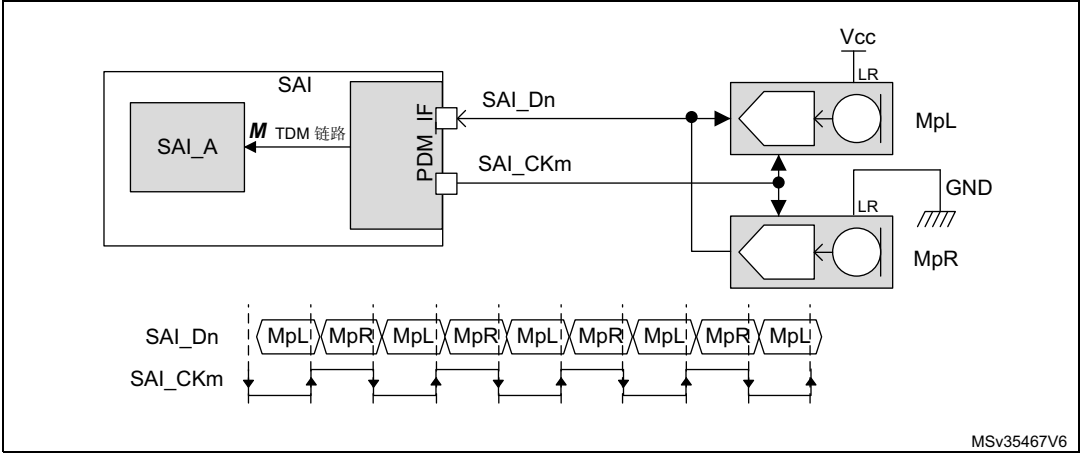 Vcc
SAI
LR
SAI_Dn
MpL
SAI_A
M TDM 链路
PDM_IF
SAI_CKm
GND
LR
MpR
SAI_Dn MpL MpR MpL MpR MpL MpR MpL MpR MpL
SAI_CKm
MSv35467V6